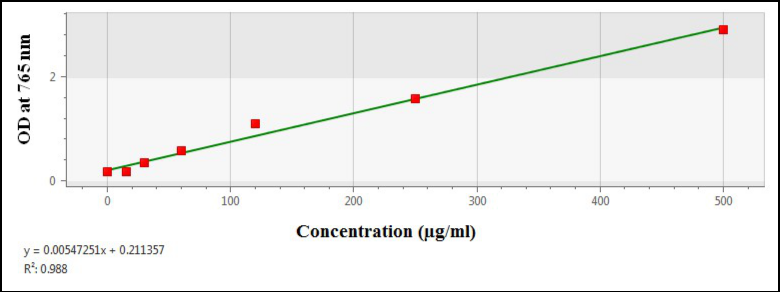 OD at 765 nm
2
0
0
100
200
300
400
500
Concentration (µg/ml)
y = 0.00547251x + 0.211357
R²: 0.988